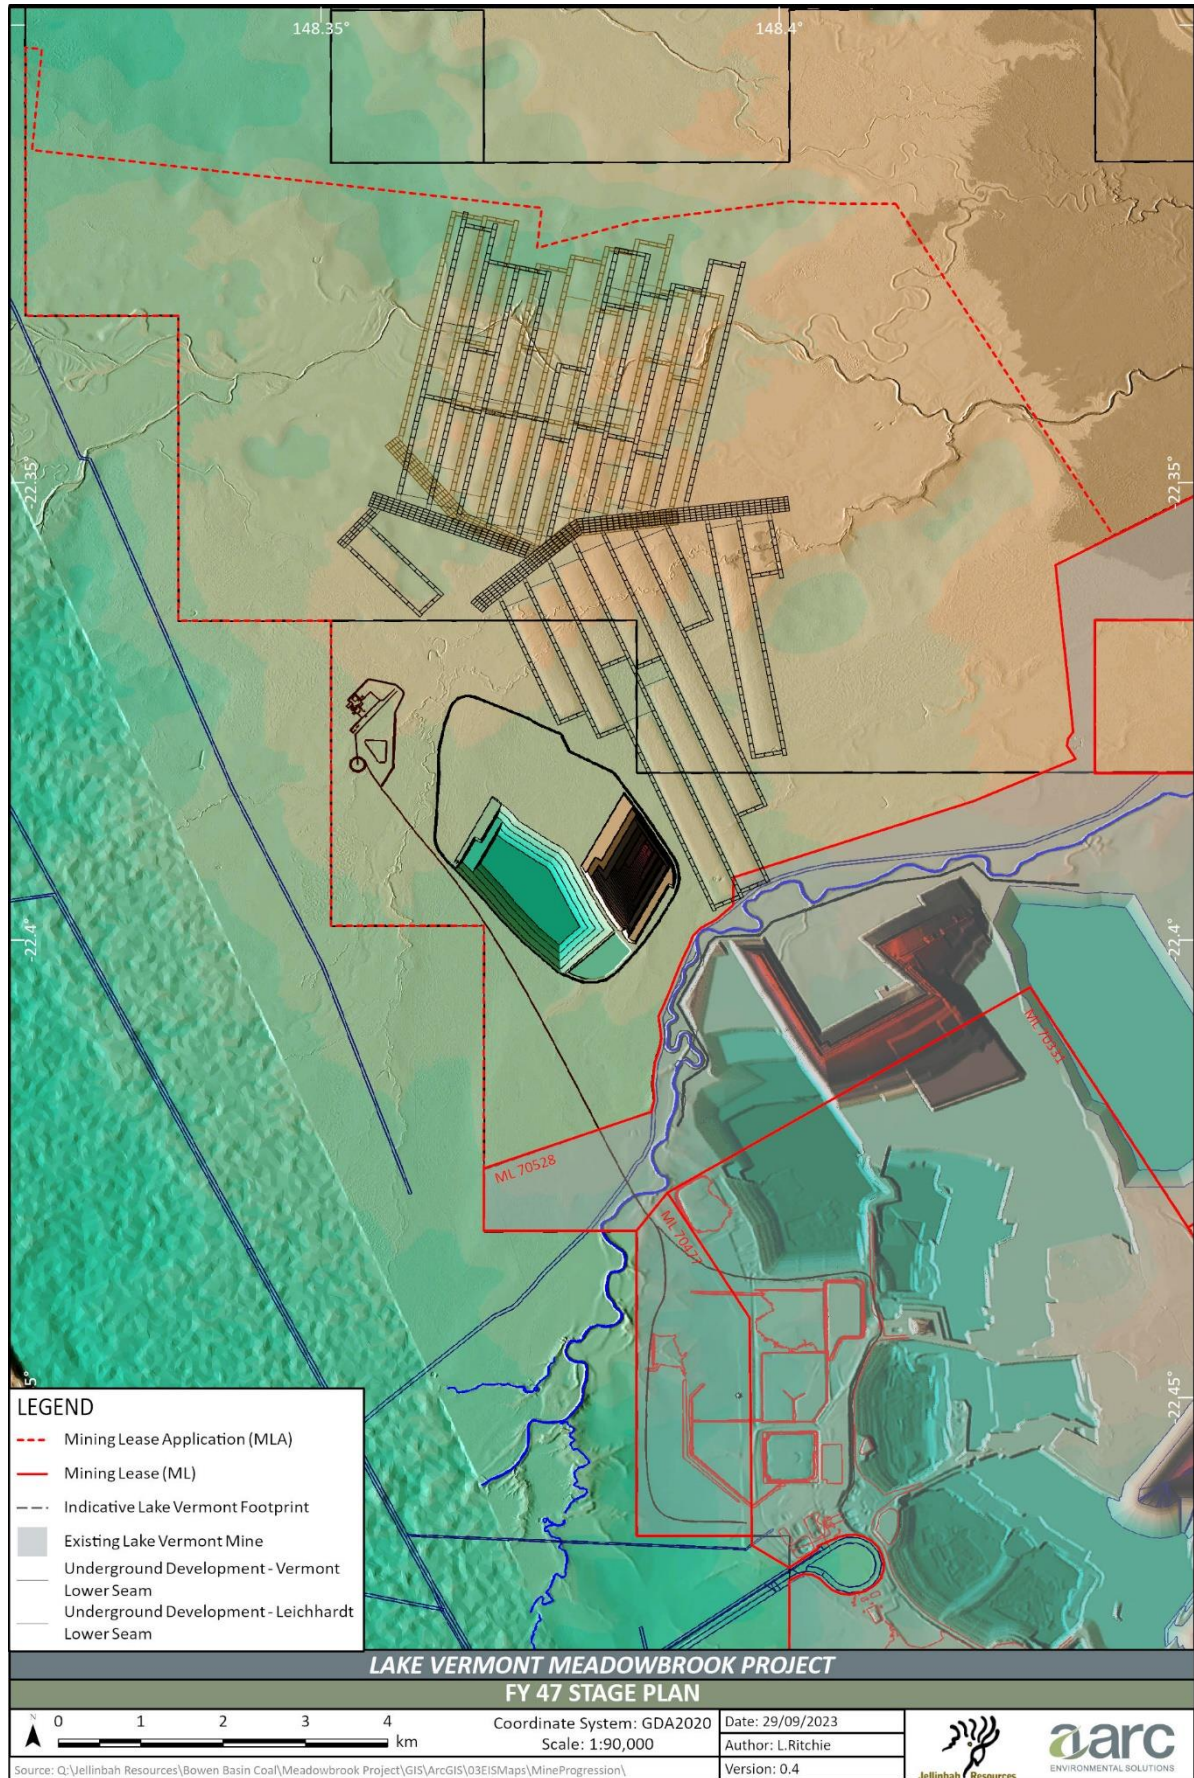 148.35°
148.4°
-22.35°
-22.35°
-22.4°
-22.4°
ML 70331
ML 70528
ML 70477
5°
-22.45°
LEGEND
Mining Lease Application (MLA)
Mining Lease (ML)
Indicative Lake Vermont Footprint
Existing Lake Vermont Mine
Underground Development - Vermont
Lower Seam
Underground Development - Leichhardt
Lower Seam
LAKE VERMONT MEADOWBROOK PROJECT
FY 47 STAGE PLAN
N
0 1 2 3 4
km
Coordinate System: GDA2020
Scale: 1:90,000
Date: 29/09/2023
Author: L.Ritchie
Version: 0.4
Source: Q:\Jellinbah Resources\Bowen Basin Coal\Meadowbrook Project\GIS\ArcGIS\03EISMaps\MineProgression\
Jellinbah Resources
aarc
ENVIRONMENTAL SOLUTIONS